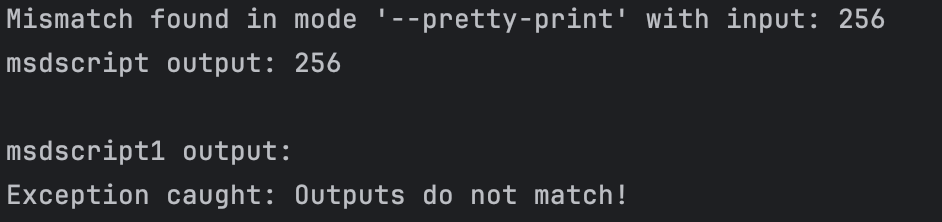 Mismatch found in mode '--pretty-print' with input: 256
msdscript output: 256
msdscript1 output:
Exception caught: Outputs do not match!